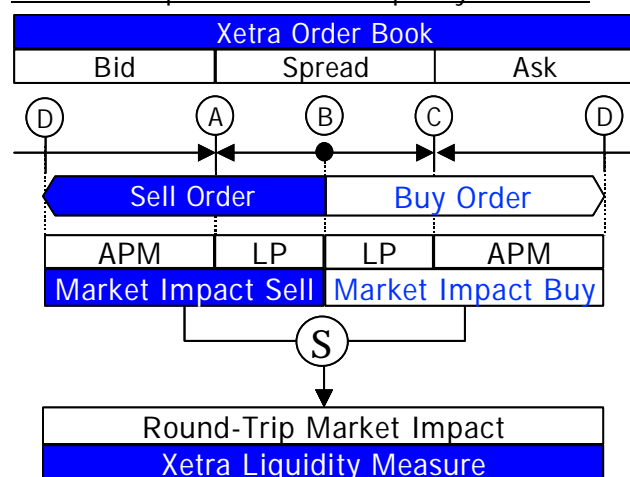 Xetra Order Book
Bid Spread Ask
D A B C D
Sell Order Buy Order
APM LP LP APM
Market Impact Sell Market Impact Buy
S
Round-Trip Market Impact
Xetra Liquidity Measure